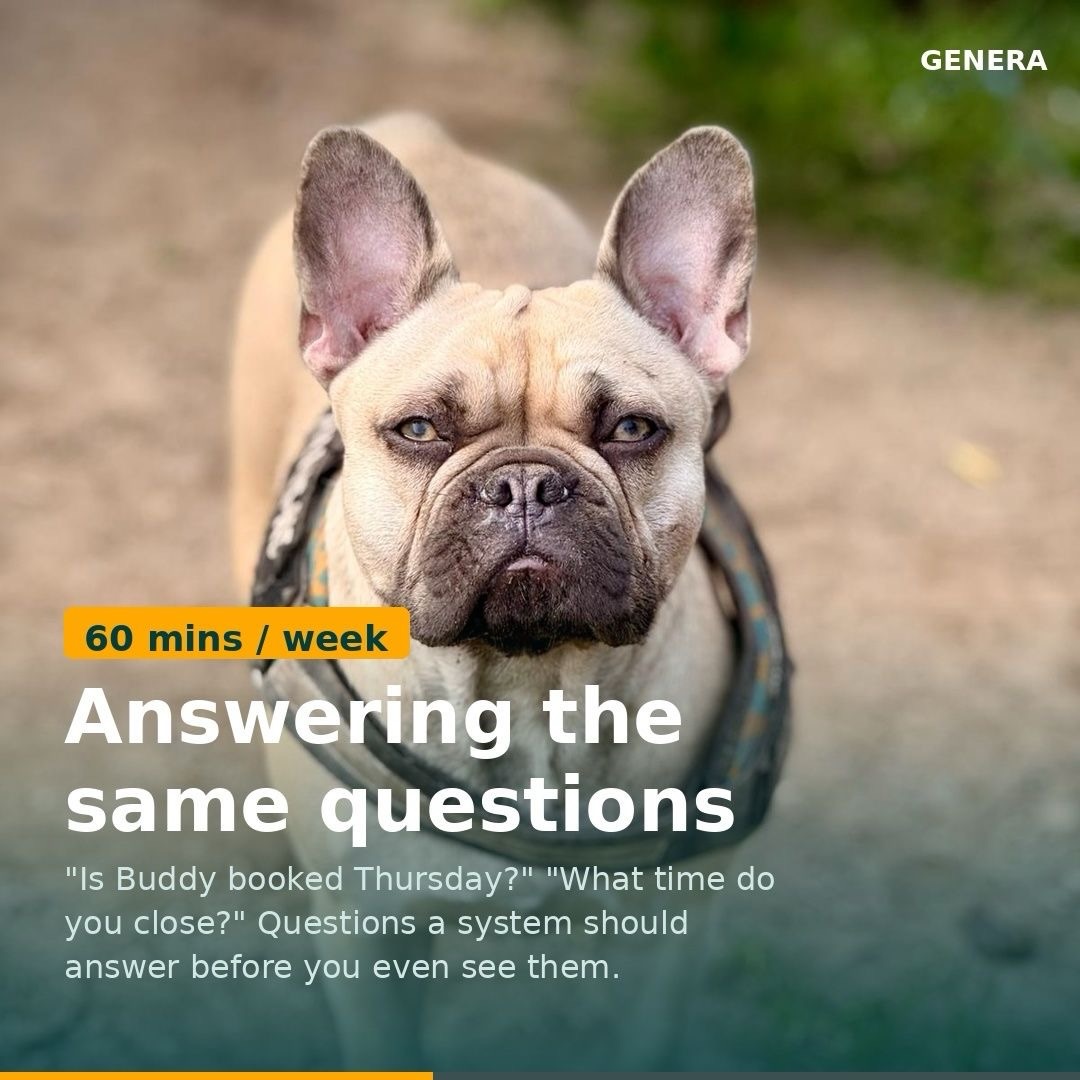 GENERA
60 mins / week
Answering the
same questions
"Is Buddy booked Thursday?" "What time do
you close?" Questions a system should
answer before you even see them.